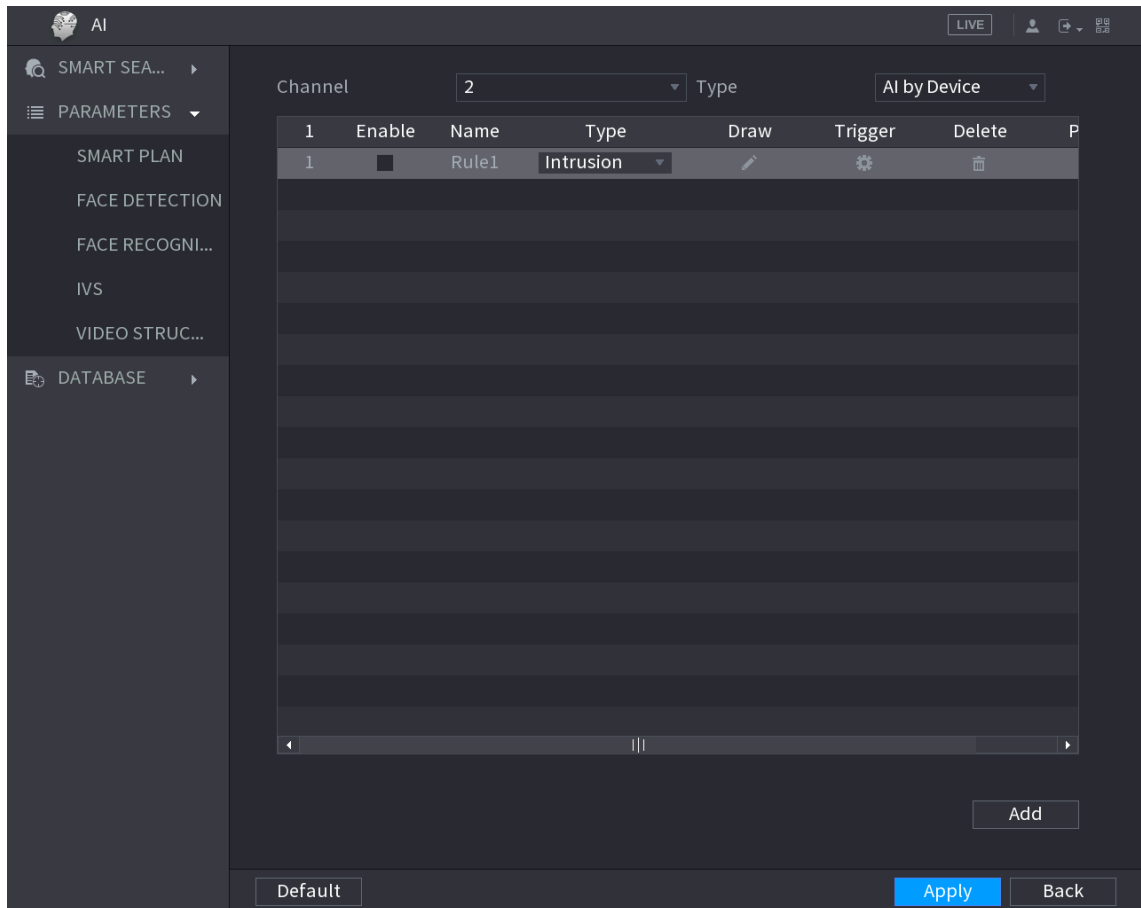 AI LIVE
SMART SEA...
PARAMETERS
SMART PLAN
FACE DETECTION
FACE RECOGNI...
IVS
VIDEO STRUC...
DATABASE
Channel 2 Type AI by Device
1 Enable Name Type Draw Trigger Delete P
1 Rule1 Intrusion
Add
Default Apply Back